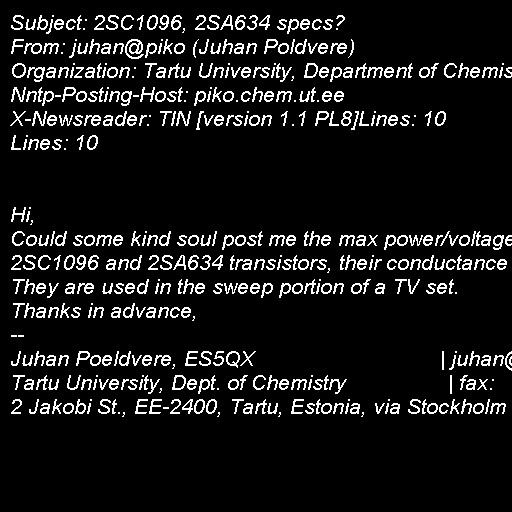 Subject: 2SC1096, 2SA634 specs?
From: juhan@piko (Juhan Poldvere)
Organization: Tartu University, Department of Chemis
Nntp-Posting-Host: piko.chem.ut.ee
X-Newsreader: TIN [version 1.1 PL8]Lines: 10
Lines: 10
Hi,
Could some kind soul post me the max power/voltage
2SC1096 and 2SA634 transistors, their conductance
They are used in the sweep portion of a TV set.
Thanks in advance,
--
Juhan Poeldvere, ES5QX | juhan@
Tartu University, Dept. of Chemistry | fax:
2 Jakobi St., EE-2400, Tartu, Estonia, via Stockholm